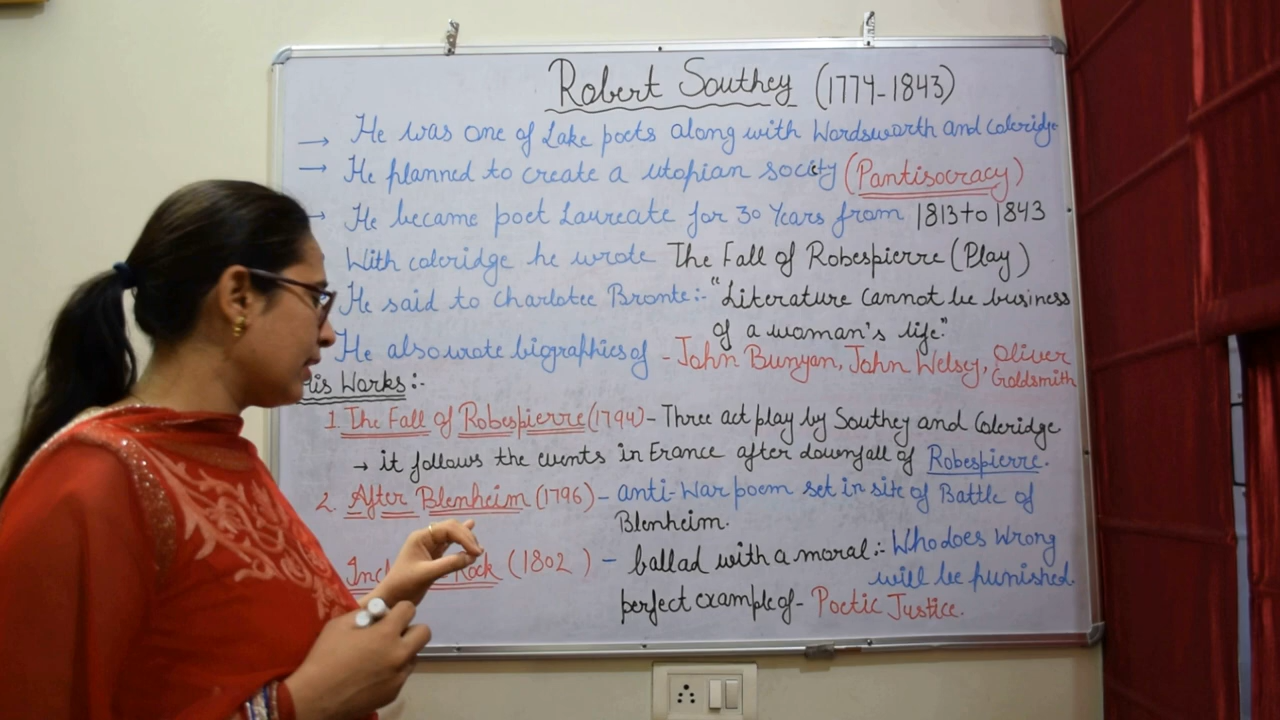 Robert Southey (1774-1843)
→ He was one of Lake poets along with Wordsworth and Coleridge
→ He planned to create a utopian society (Pantisocracy)
→ He became poet Laureate for 30 Years from 1813 to 1843
With coleridge he wrote The Fall of Robespierre (Play)
He said to Charlotee Bronte:- "Literature cannot be business
of a woman's life."
He also wrote biographies of - John Bunyan, John Welsey, Oliver
Goldsmith
His Works:-
1 The Fall of Robespierre (1794) - Three act play by Southey and Coleridge
→ it follows the events in France after downfall of Robespierre.
2. After Blenheim (1796) - anti-War poem set in site of Battle of
Blenheim.
Rock (1802) - ballad with a moral:- Who does Wrong
will be punished.
perfect example of - Poetic Justice.